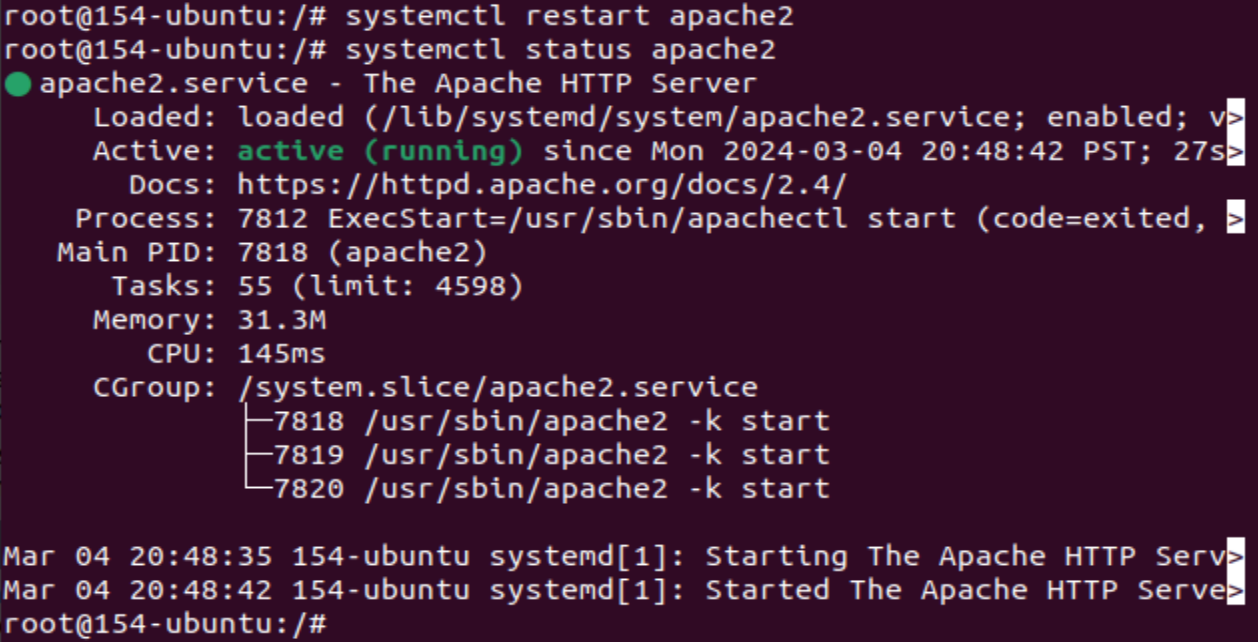 root@154-ubuntu:/# systemctl restart apache2
root@154-ubuntu:/# systemctl status apache2
● apache2.service - The Apache HTTP Server
     Loaded: loaded (/lib/systemd/system/apache2.service; enabled; v>
     Active: active (running) since Mon 2024-03-04 20:48:42 PST; 27s>
       Docs: https://httpd.apache.org/docs/2.4/
    Process: 7812 ExecStart=/usr/sbin/apachectl start (code=exited, >
   Main PID: 7818 (apache2)
      Tasks: 55 (limit: 4598)
     Memory: 31.3M
        CPU: 145ms
     CGroup: /system.slice/apache2.service
             ├─7818 /usr/sbin/apache2 -k start
             ├─7819 /usr/sbin/apache2 -k start
             └─7820 /usr/sbin/apache2 -k start

Mar 04 20:48:35 154-ubuntu systemd[1]: Starting The Apache HTTP Serv>
Mar 04 20:48:42 154-ubuntu systemd[1]: Started The Apache HTTP Serve>
root@154-ubuntu:/#